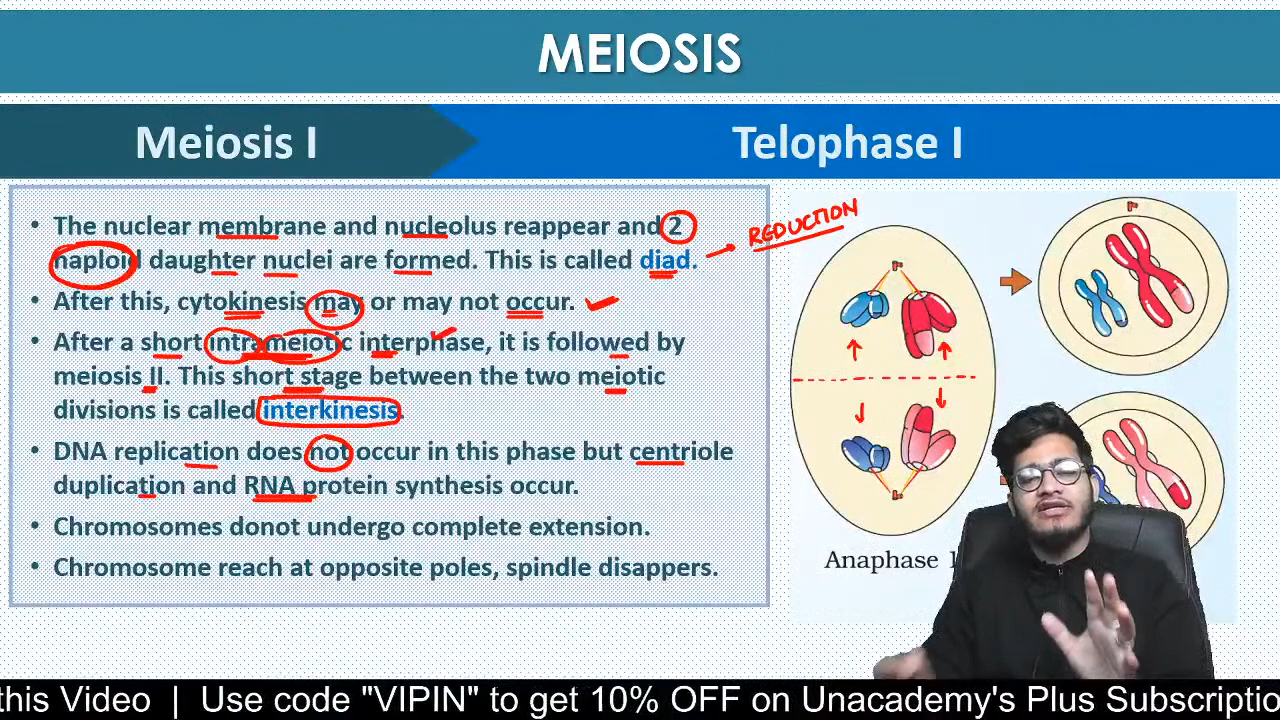 MEIOSIS
Meiosis I
Telophase I
• The nuclear membrane and nucleolus reappear and 2
haploid daughter nuclei are formed. This is called diad.
• After this, cytokinesis may or may not occur.
• After a short intrameiotic interphase, it is followed by
meiosis II. This short stage between the two meiotic
divisions is called interkinesis.
• DNA replication does not occur in this phase but centriole
duplication and RNA protein synthesis occur.
• Chromosomes donot undergo complete extension.
• Chromosome reach at opposite poles, spindle disappers.
REDUCTION
Anaphase
this Video | Use code "VIPIN" to get 10% OFF on Unacademy's Plus Subscriptio